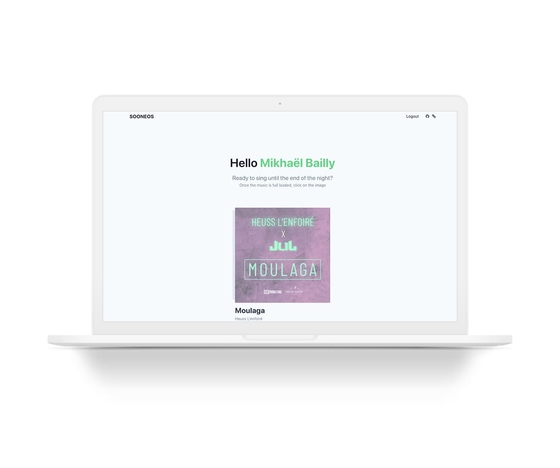 SOONEOS
Logout
Hello Mikhaël Bailly
Ready to sing until the end of the night?
Once the music is full loaded, click on the image
HEUSS L'ENFOIRÉ
X
JUL
MOULAGA
Moulaga
Heuss L'enfoiré